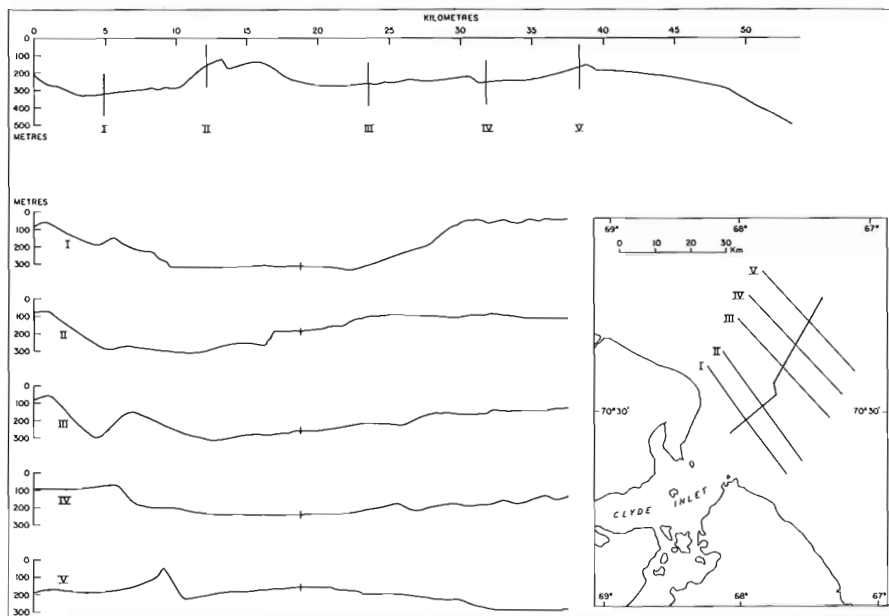 KILOMETRES
0 5 10 15 20 25 30 35 40 45 50
0
100
200
300
400
500
METRES
I II III IV V
METRES
0
100
200
300
I
0
100
200
300
II
0
100
200
300
III
0
100
200
300
IV
0
100
200
300
V
69° 68° 67°
0 10 20 30
Km
V
IV
III
II
I
70°30' 70°30'
CLYDE INLET
69° 68° 67°